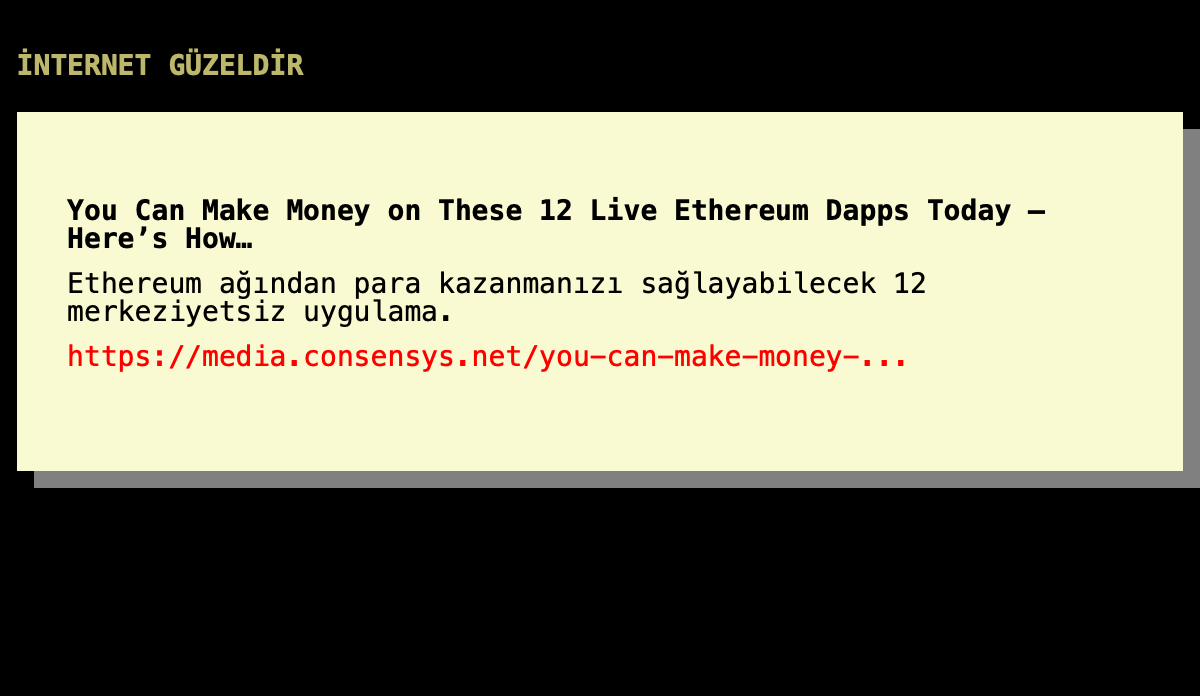 İNTERNET GÜZELDİR
You Can Make Money on These 12 Live Ethereum Dapps Today —
Here’s How…
Ethereum ağından para kazanmanızı sağlayabilecek 12
merkeziyetsiz uygulama.
https://media.consensys.net/you-can-make-money-...